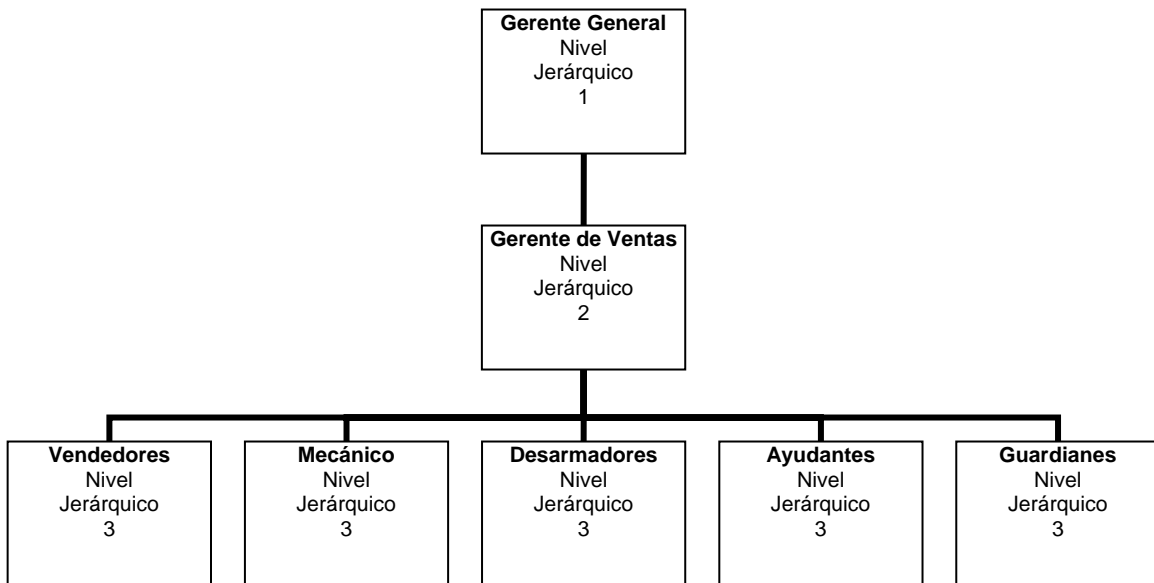 Gerente General
Nivel
Jerárquico
1
Gerente de Ventas
Nivel
Jerárquico
2
Vendedores
Nivel
Jerárquico
3
Mecánico
Nivel
Jerárquico
3
Desarmadores
Nivel
Jerárquico
3
Ayudantes
Nivel
Jerárquico
3
Guardianes
Nivel
Jerárquico
3